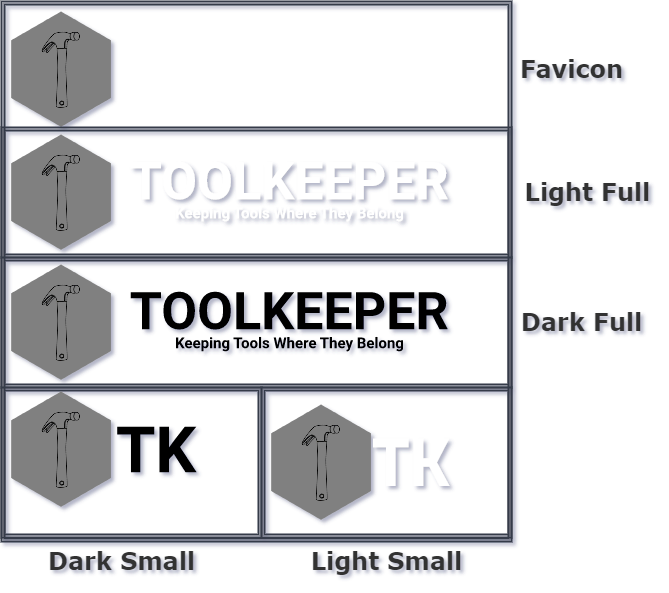 Favicon
TOOLKEEPER
Keeping Tools Where They Belong
Light Full
TOOLKEEPER
Keeping Tools Where They Belong
Dark Full
TK
TK
Dark Small
Light Small